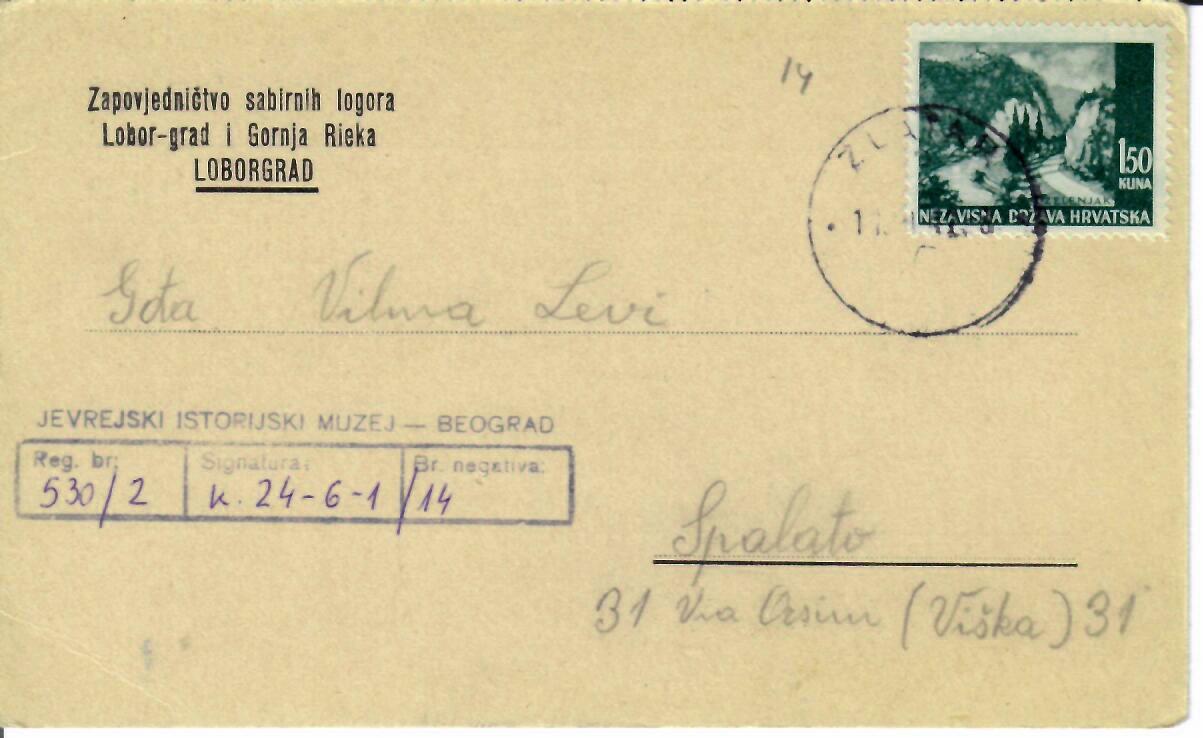 Zapovjedničtvo sabirnih logora
Lobor-grad i Gornja Rieka
LOBORGRAD
14
ZLATAR
1.50
KUNA
ZELENJAK
NEZAVISNA DRŽAVA HRVATSKA
Gđa Vilma Levi
JEVREJSKI ISTORIJSKI MUZEJ — BEOGRAD
Reg. br: Signatura: Br. negativa:
530/2 k. 24-6-1/14
Spalato
31 Via Orsini (Viška) 31